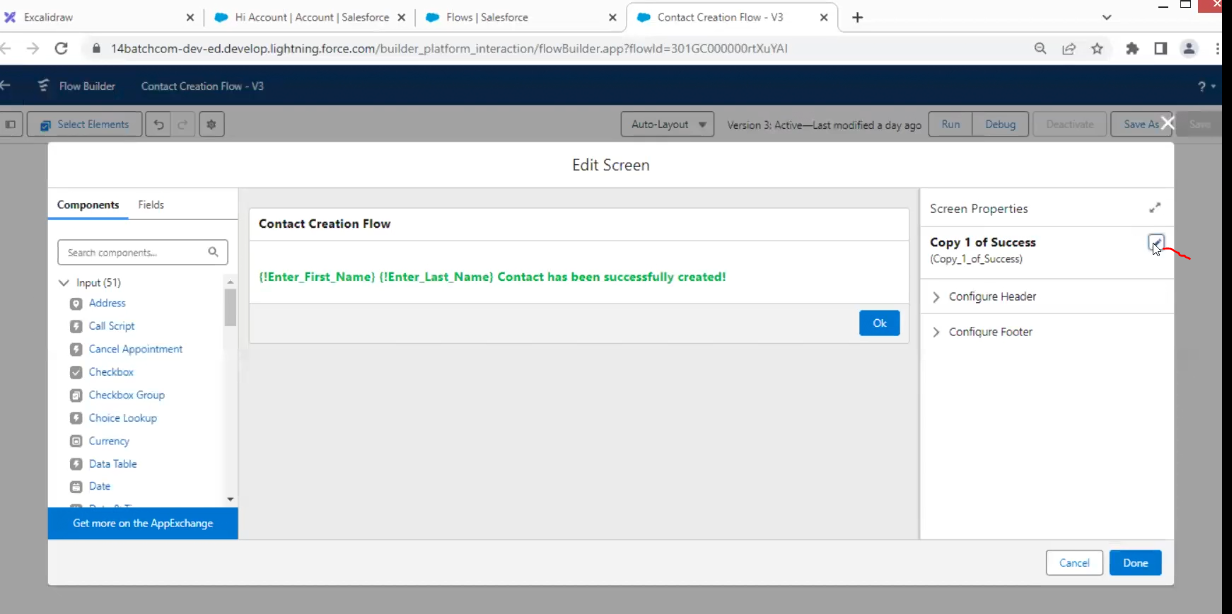 Excalidraw
Hi Account | Account | Salesforce
Flows | Salesforce
Contact Creation Flow - V3
14batchcom-dev-ed.develop.lightning.force.com/builder_platform_interaction/flowBuilder.app?flowId=301GC000000rtXuYAI
Flow Builder
Contact Creation Flow - V3
?
Select Elements
Auto-Layout
Version 3: Active—Last modified a day ago
Run
Debug
Deactivate
Save As
Save
Edit Screen
Components
Fields
Search components...
Input (51)
Address
Call Script
Cancel Appointment
Checkbox
Checkbox Group
Choice Lookup
Currency
Data Table
Date
Get more on the AppExchange
Contact Creation Flow
{!Enter_First_Name} {!Enter_Last_Name} Contact has been successfully created!
Ok
Screen Properties
Copy 1 of Success
(Copy_1_of_Success)
Configure Header
Configure Footer
Cancel
Done